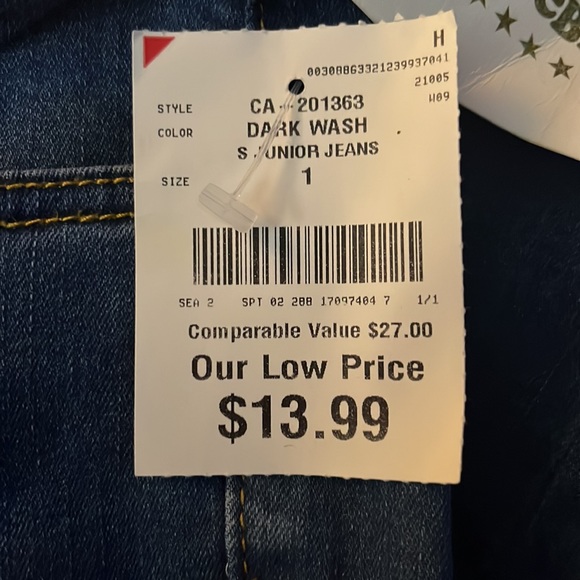 H
00308863321239937041
21005
W09
STYLE CA - 201363
COLOR DARK WASH
S JUNIOR JEANS
SIZE 1
SEA 2 SPT 02 288 17097404 7 1/1
Comparable Value $27.00
Our Low Price
$13.99